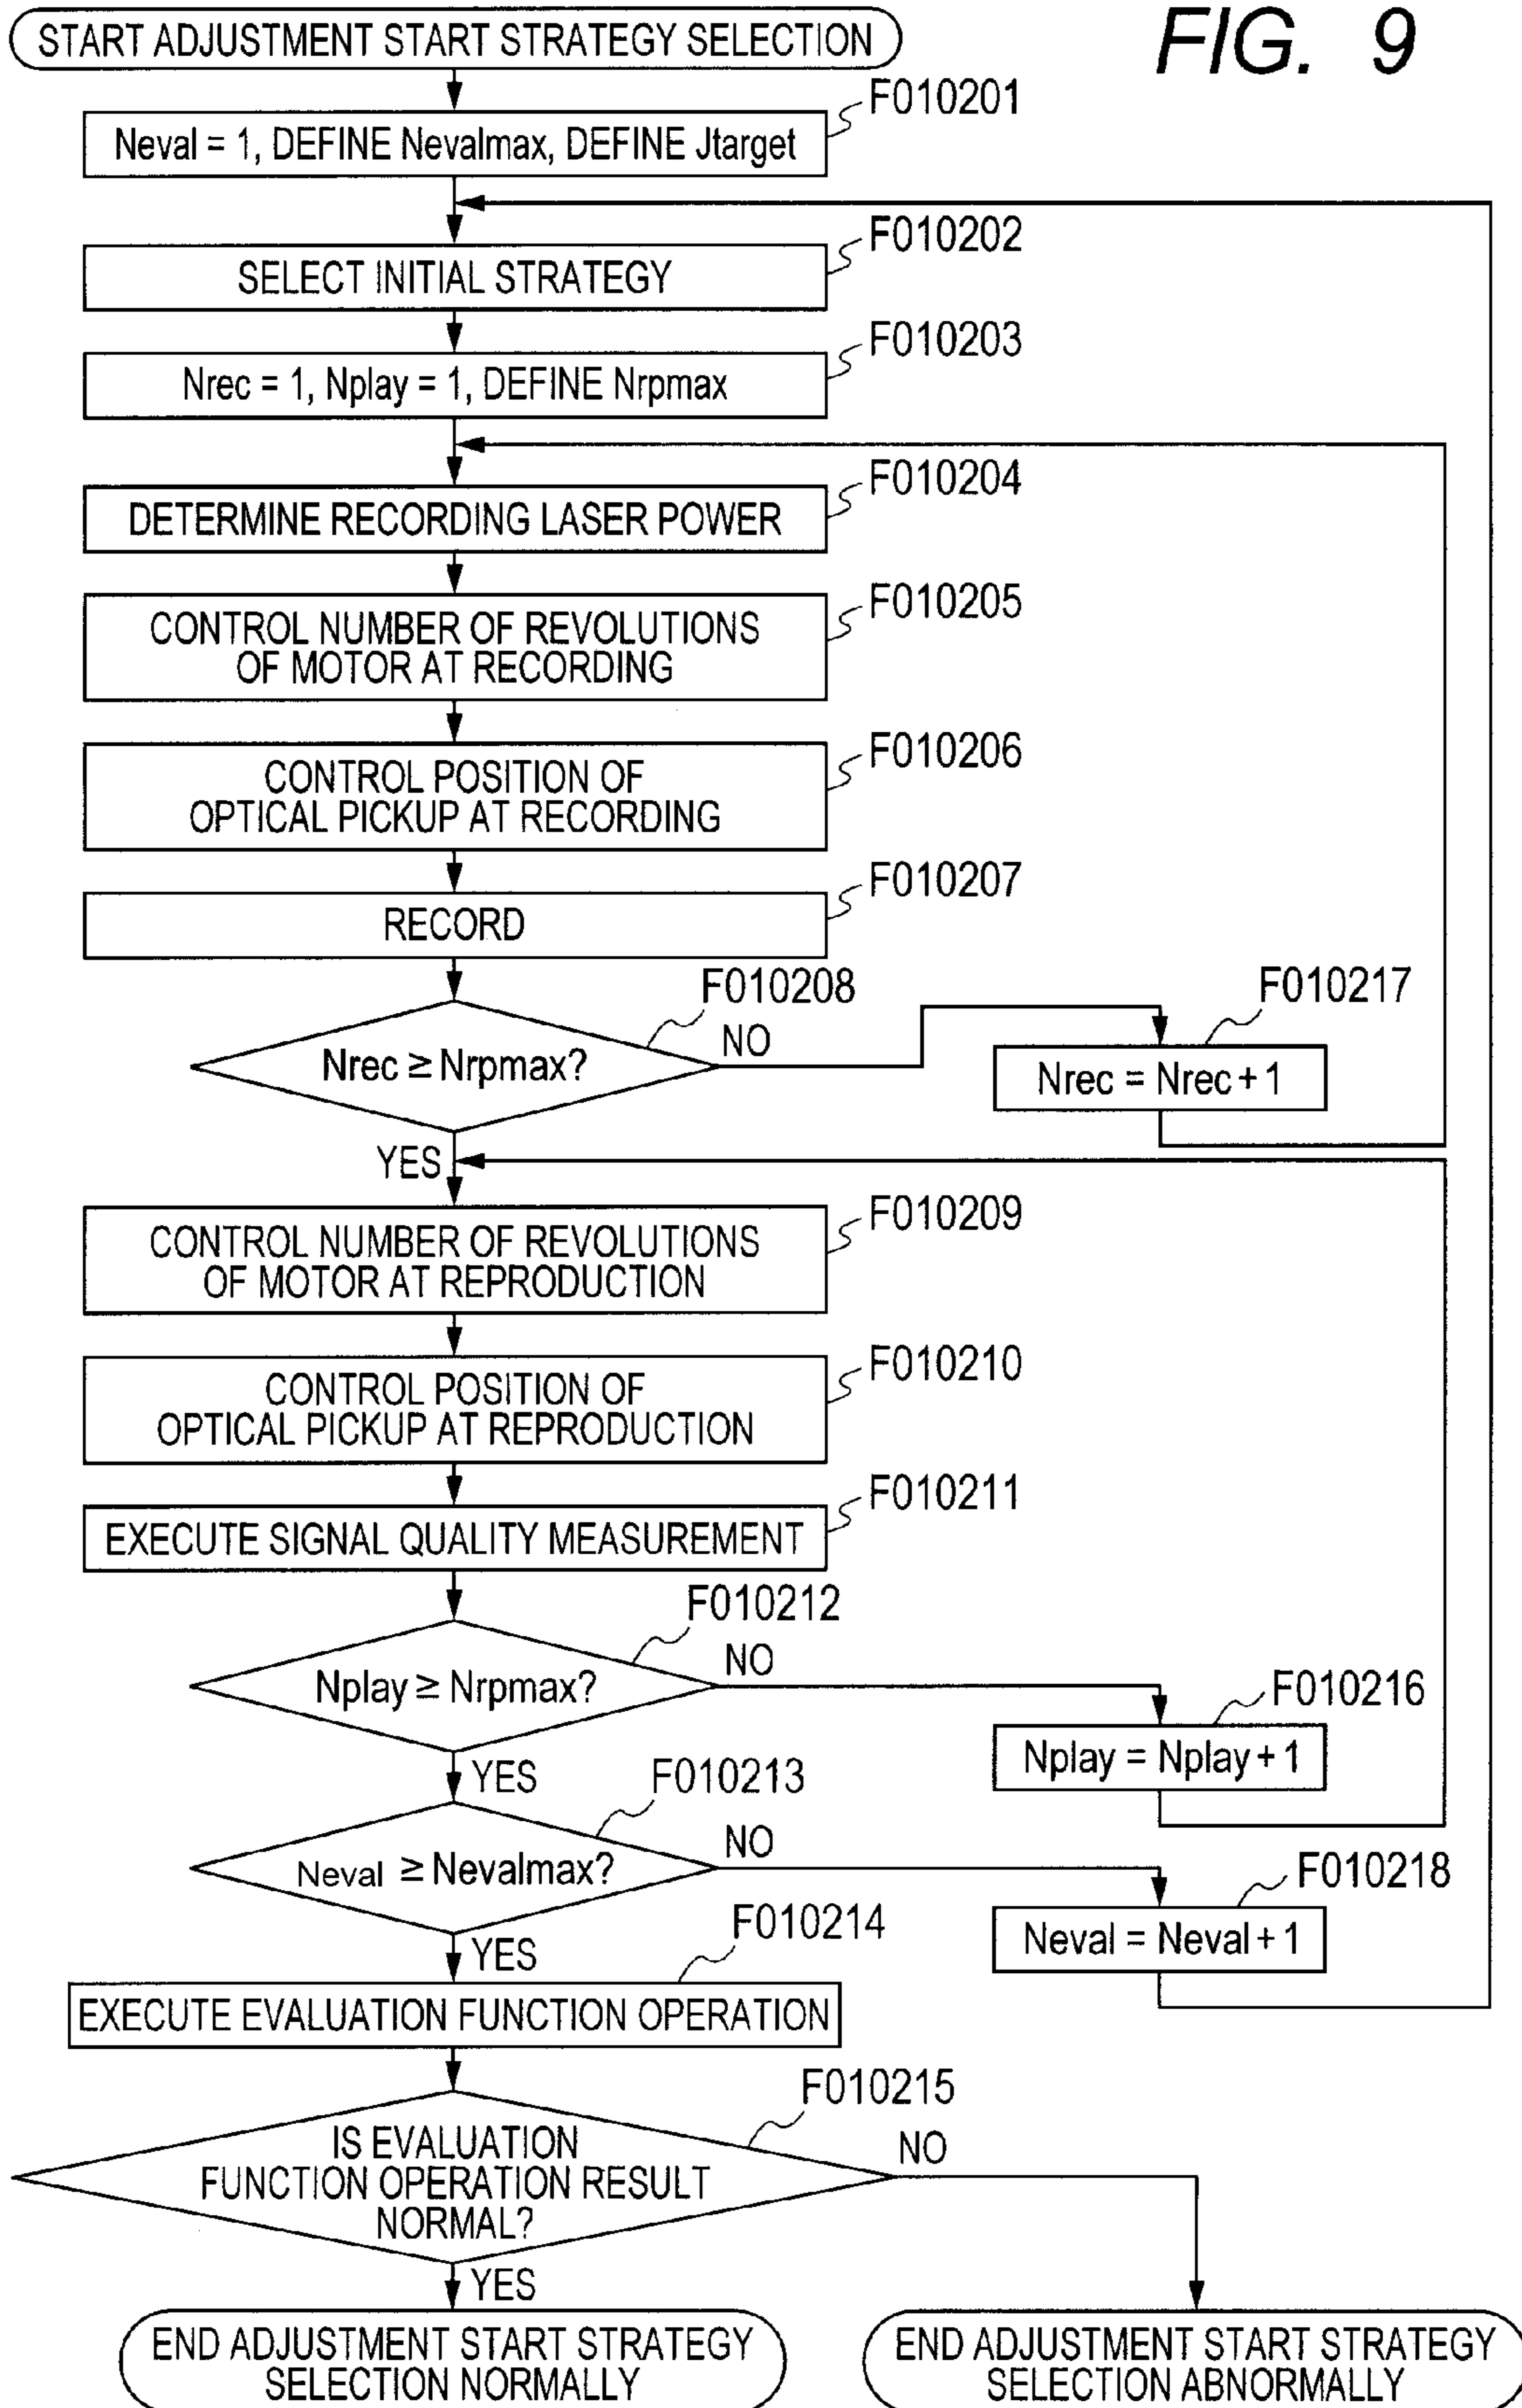 FIG. 9
START ADJUSTMENT START STRATEGY SELECTION
F010201
Neval = 1, DEFINE Nevalmax, DEFINE Jtarget
F010202
SELECT INITIAL STRATEGY
F010203
Nrec = 1, Nplay = 1, DEFINE Nrpmax
F010204
DETERMINE RECORDING LASER POWER
F010205
CONTROL NUMBER OF REVOLUTIONS
OF MOTOR AT RECORDING
F010206
CONTROL POSITION OF
OPTICAL PICKUP AT RECORDING
F010207
RECORD
F010208
Nrec ≥ Nrpmax?
NO
F010217
Nrec = Nrec + 1
YES
F010209
CONTROL NUMBER OF REVOLUTIONS
OF MOTOR AT REPRODUCTION
F010210
CONTROL POSITION OF
OPTICAL PICKUP AT REPRODUCTION
F010211
EXECUTE SIGNAL QUALITY MEASUREMENT
F010212
Nplay ≥ Nrpmax?
NO
F010216
Nplay = Nplay + 1
YES
F010213
Neval ≥ Nevalmax?
NO
F010218
Neval = Neval + 1
YES
F010214
EXECUTE EVALUATION FUNCTION OPERATION
F010215
IS EVALUATION
FUNCTION OPERATION RESULT
NORMAL?
NO
YES
END ADJUSTMENT START STRATEGY
SELECTION NORMALLY
END ADJUSTMENT START STRATEGY
SELECTION ABNORMALLY